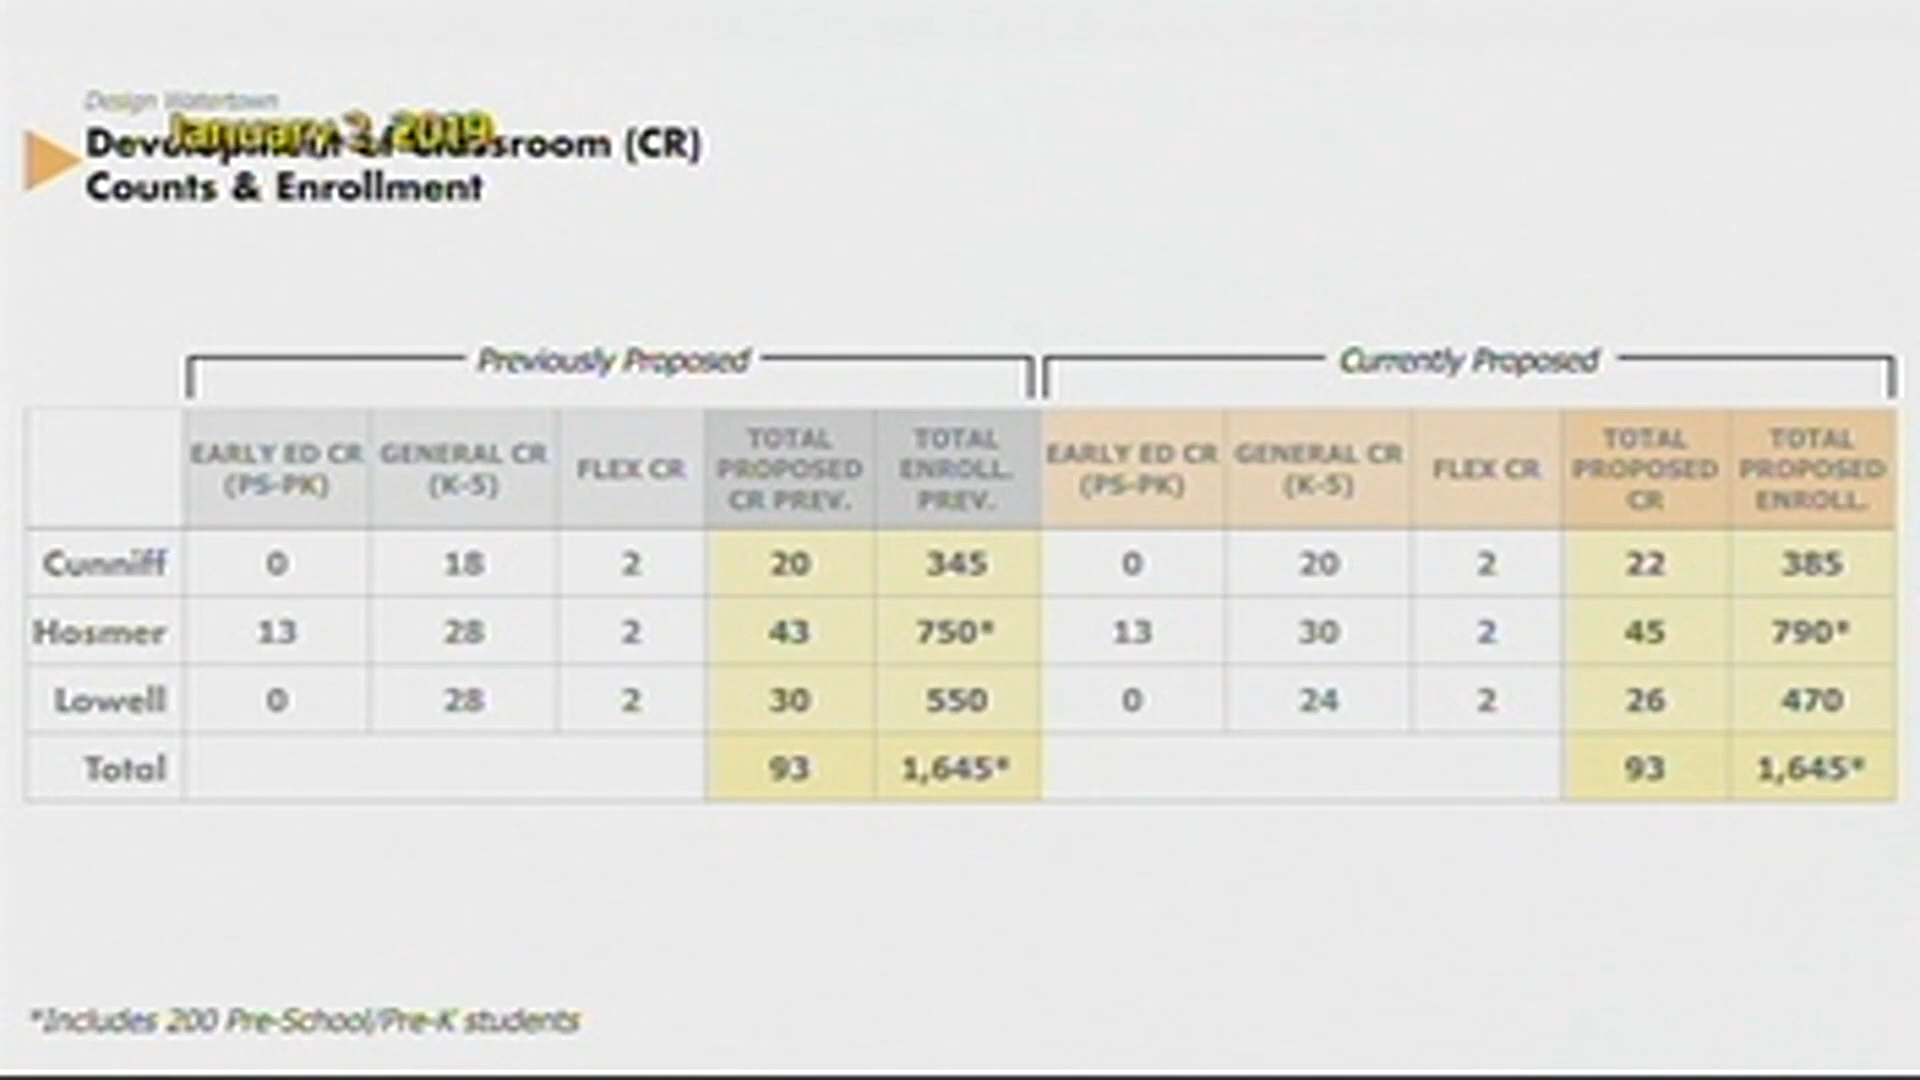 Design Watertown
January 3, 2019
Development of Classroom (CR)
Counts & Enrollment
Previously Proposed Currently Proposed
EARLY ED CR (PS-PK) GENERAL CR (K-5) FLEX CR TOTAL PROPOSED CR PREV. TOTAL ENROLL. PREV. EARLY ED CR (PS-PK) GENERAL CR (K-5) FLEX CR TOTAL PROPOSED CR TOTAL PROPOSED ENROLL.
Cunniff 0 18 2 20 345 0 20 2 22 385
Hosmer 13 28 2 43 750* 13 30 2 45 790*
Lowell 0 28 2 30 550 0 24 2 26 470
Total 93 1,645* 93 1,645*
*Includes 200 Pre-School/Pre-K students